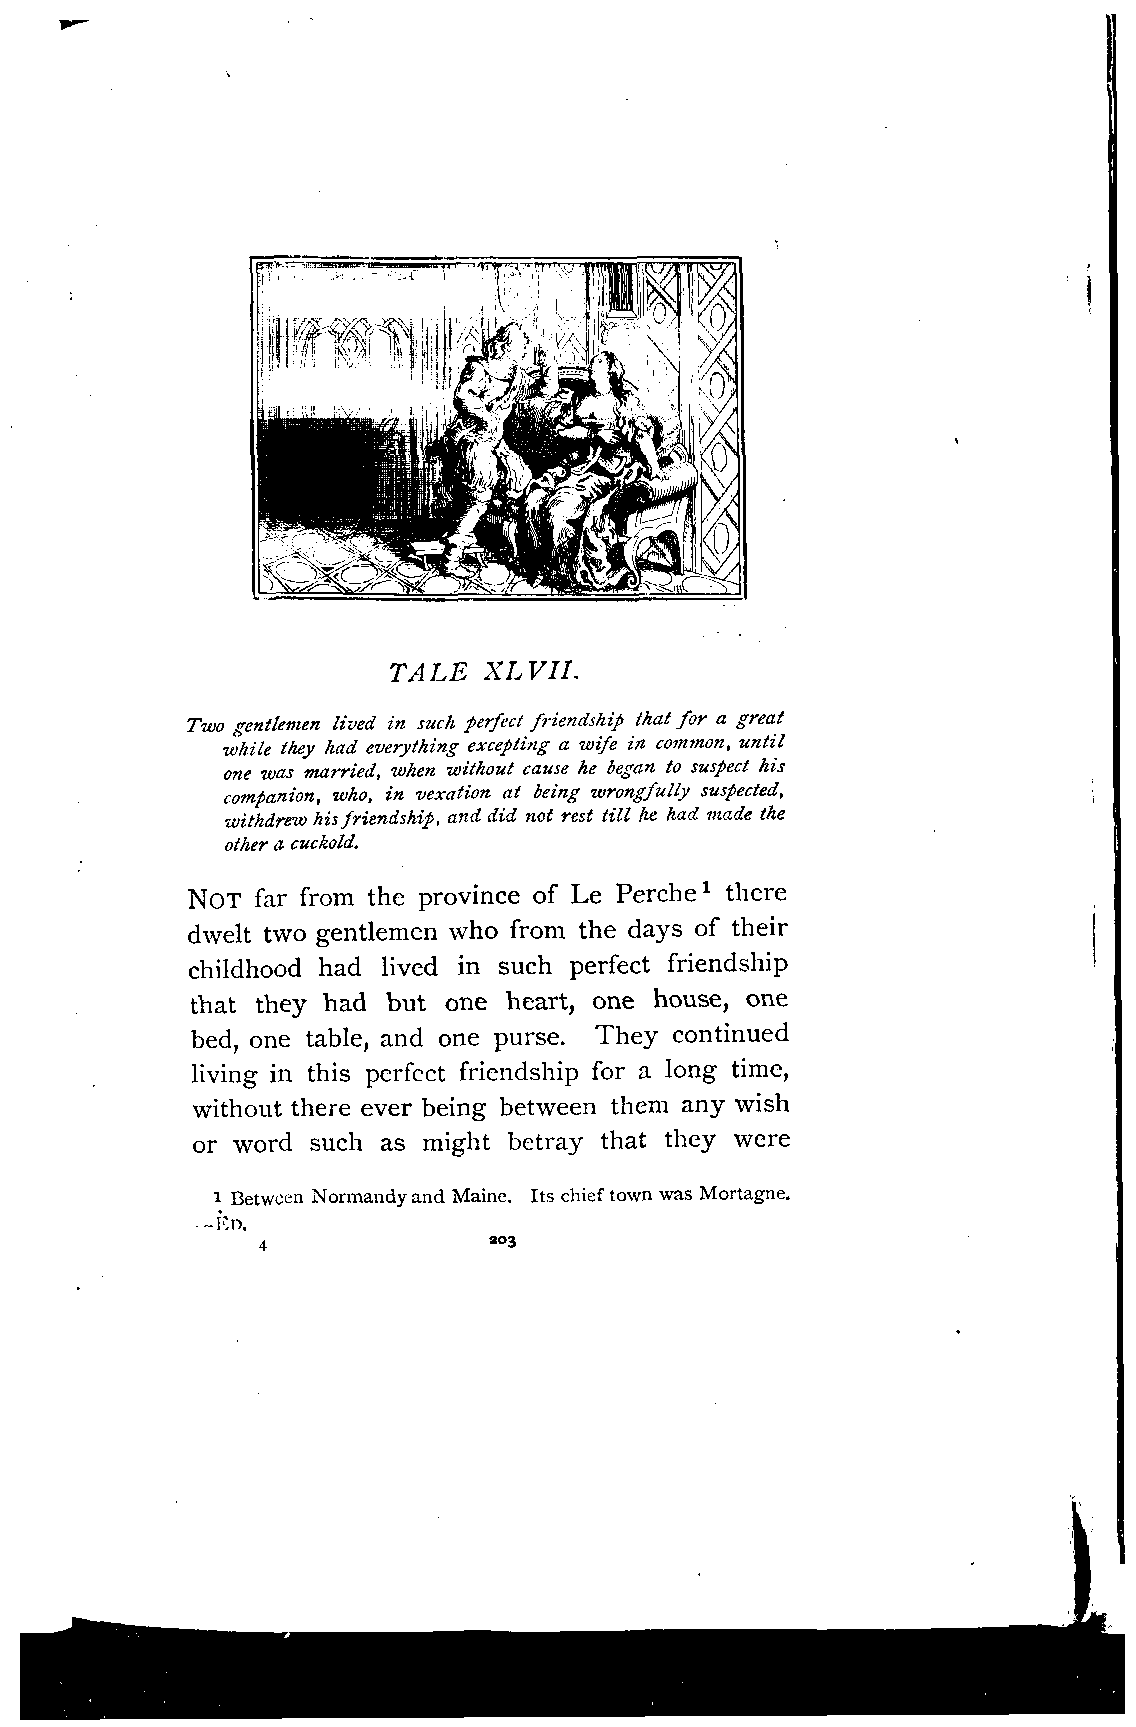 TALE XLVII.
Two gentlemen lived in such perfect friendship that for a great
while they had everything excepting a wife in common, until
one was married, when without cause he began to suspect his
companion, who, in vexation at being wrongfully suspected,
withdrew his friendship, and did not rest till he had made the
other a cuckold.
NOT far from the province of Le Perche¹ there
dwelt two gentlemen who from the days of their
childhood had lived in such perfect friendship
that they had but one heart, one house, one
bed, one table, and one purse. They continued
living in this perfect friendship for a long time,
without there ever being between them any wish
or word such as might betray that they were
¹ Between Normandy and Maine. Its chief town was Mortagne.
—ED.
4 203